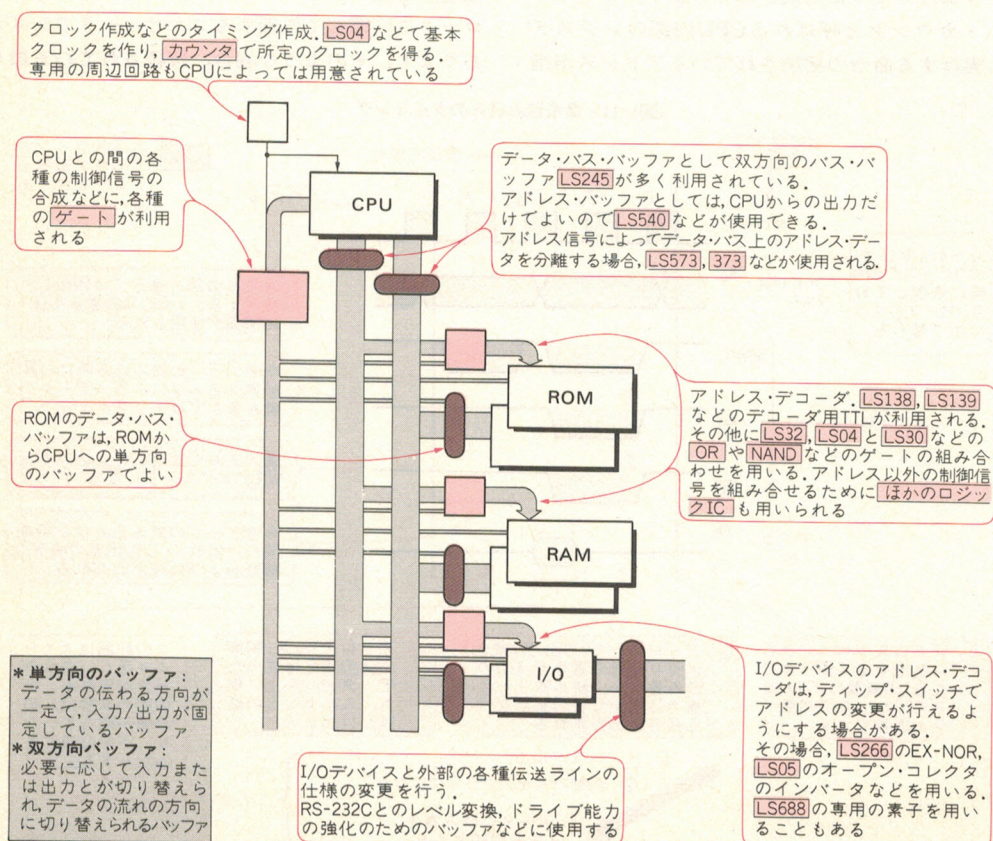 クロック作成などのタイミング作成．LS04などで基本
クロックを作り，カウンタで所定のクロックを得る．
専用の周辺回路もCPUによっては用意されている
CPUとの間の各
種の制御信号の
合成などに，各種
のゲートが利用
される
CPU
データ・バス・バッファとして双方向のバス・バ
ッファLS245が多く利用されている．
アドレス・バッファとしては，CPUからの出力だ
けでよいのでLS540などが使用できる．
アドレス信号によってデータ・バス上のアドレス・デー
タを分離する場合，LS573，373などが使用される．
ROMのデータ・バス・
バッファは，ROMか
らCPUへの単方向
のバッファでよい
ROM
アドレス・デコーダ．LS138，LS139
などのデコーダ用TTLが利用される．
その他にLS32，LS04とLS30などの
ORやNANDなどのゲートの組み合
わせを用いる．アドレス以外の制御信
号を組み合せるためにほかのロジッ
クICも用いられる
RAM
I/O
＊単方向のバッファ：
データの伝わる方向が
一定で，入力/出力が固
定しているバッファ
＊双方向バッファ：
必要に応じて入力また
は出力とが切り替えら
れ，データの流れの方向
に切り替えられるバッファ
I/Oデバイスと外部の各種伝送ラインの
仕様の変更を行う．
RS-232Cとのレベル変換，ドライブ能力
の強化のためのバッファなどに使用する
I/Oデバイスのアドレス・デコ
ーダは，ディップ・スイッチで
アドレスの変更が行えるよ
うにする場合がある．
その場合，LS266のEX-NOR，
LS05のオープン・コレクタ
のインバータなどを用いる．
LS688の専用の素子を用い
ることもある